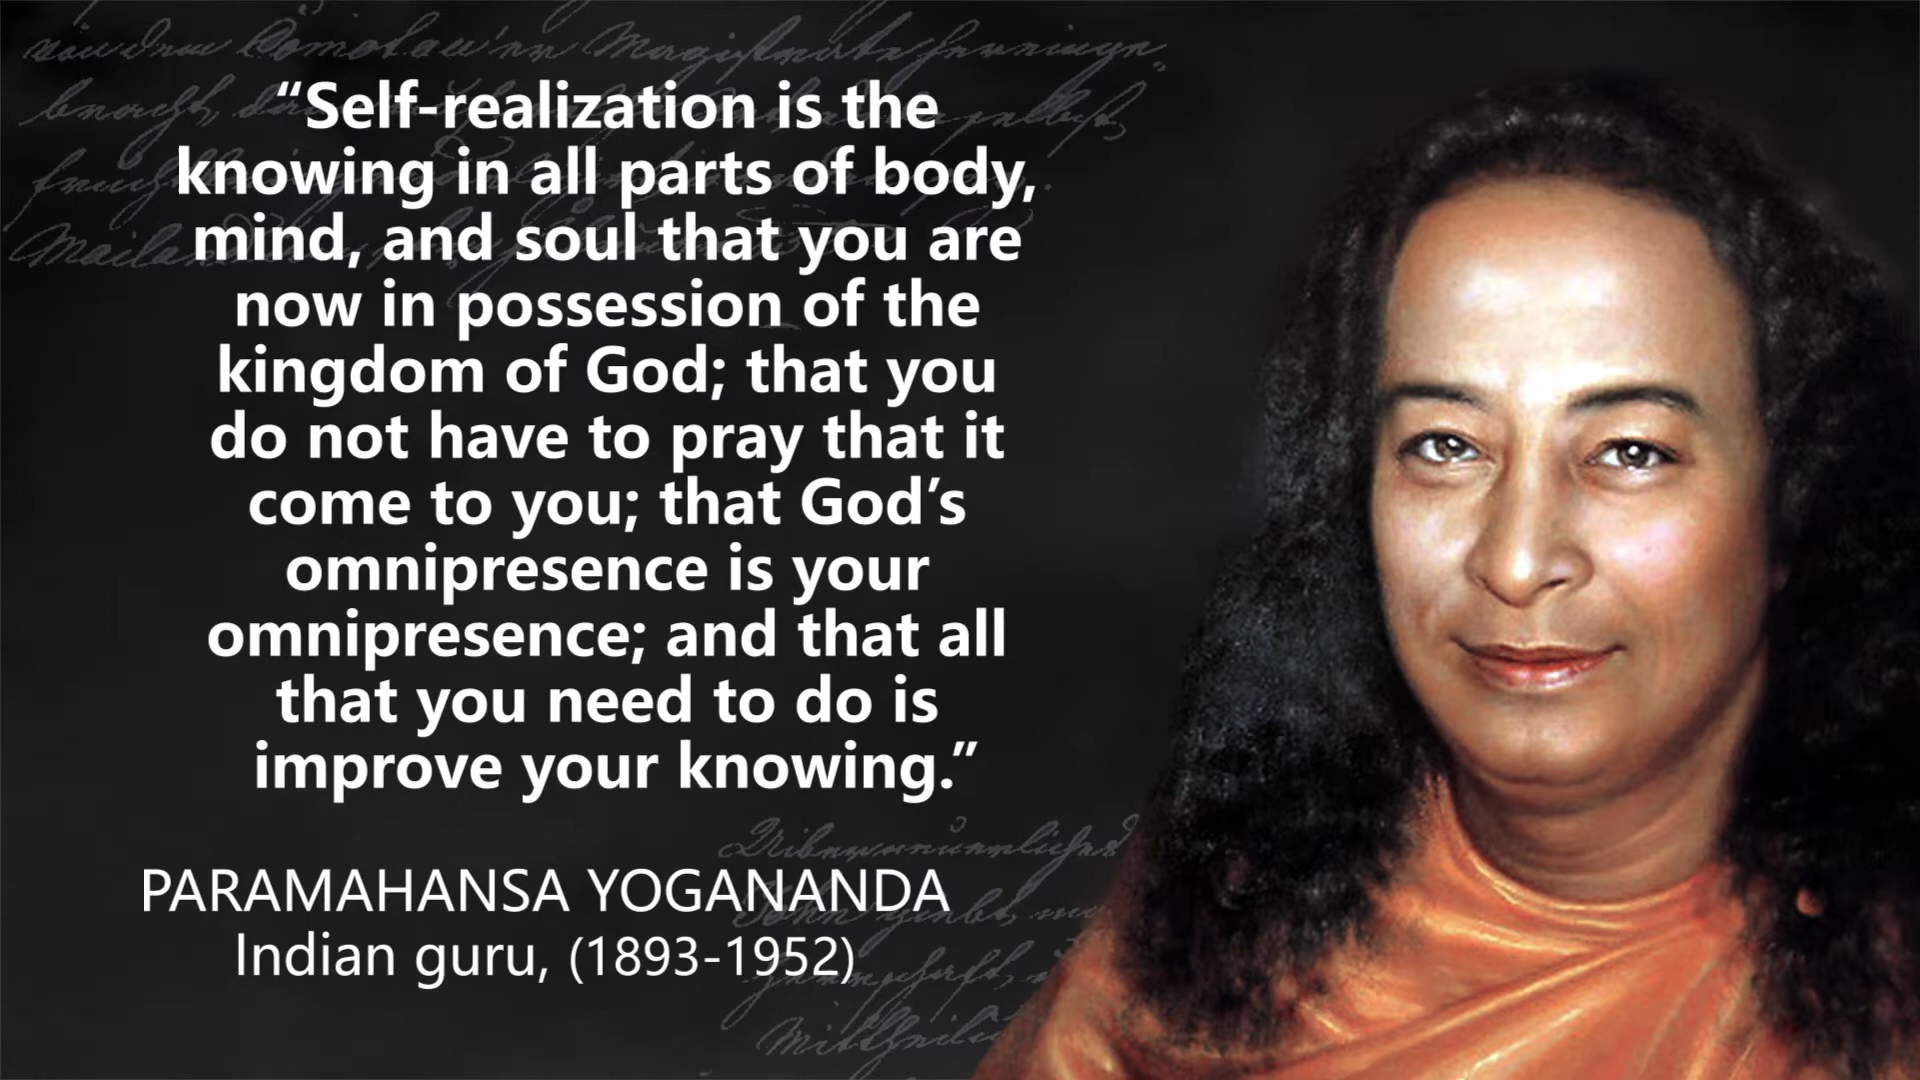 “Self-realization is the
knowing in all parts of body,
mind, and soul that you are
now in possession of the
kingdom of God; that you
do not have to pray that it
come to you; that God’s
omnipresence is your
omnipresence; and that all
that you need to do is
improve your knowing.”
PARAMAHANSA YOGANANDA
Indian guru, (1893-1952)